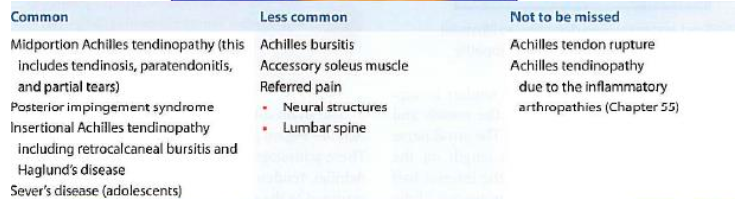 Common
Midportion Achilles tendinopathy (this
includes tendinosis, paratendonitis,
and partial tears)
Posterior impingement syndrome
Insertional Achilles tendinopathy
including retrocalcaneal bursitis and
Haglund's disease
Sever's disease (adolescents)
Less common
Achilles bursitis
Accessory soleus muscle
Referred pain
• Neural structures
• Lumbar spine
Not to be missed
Achilles tendon rupture
Achilles tendinopathy
due to the inflammatory
arthropathies (Chapter 55)